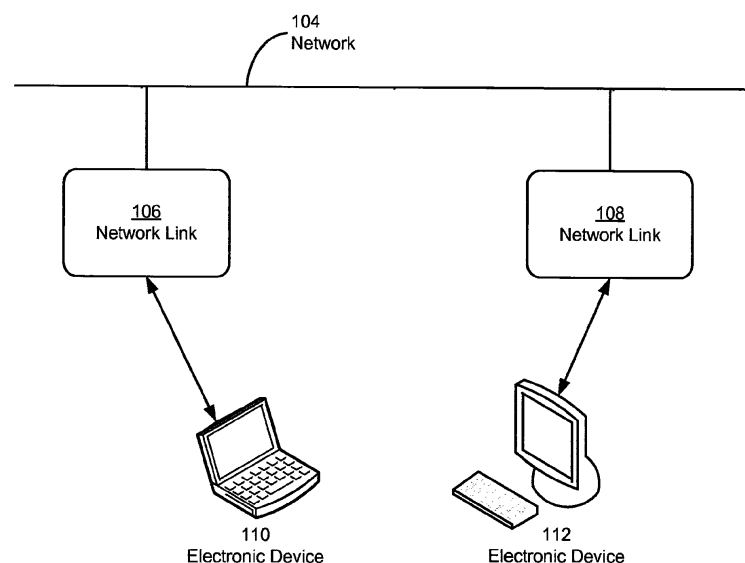 104
Network
106
Network Link
108
Network Link
110
Electronic Device
112
Electronic Device